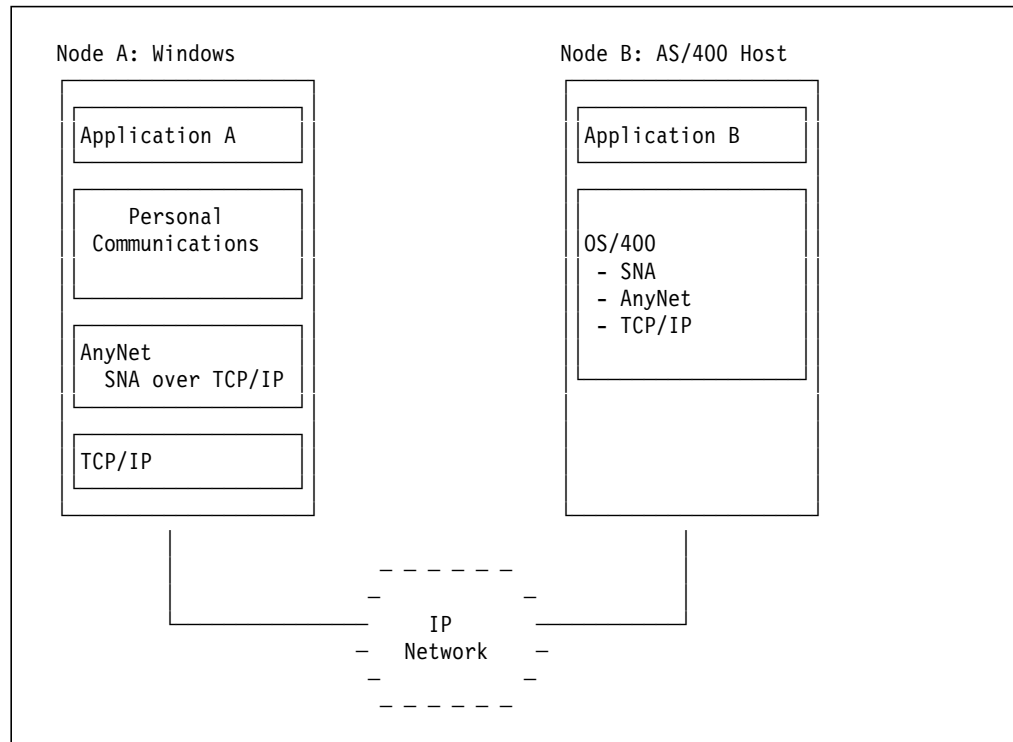 Node A: Windows
Node B: AS/400 Host
Application A
Application B
Personal
Communications
OS/400
- SNA
- AnyNet
- TCP/IP
AnyNet
SNA over TCP/IP
TCP/IP
IP
Network